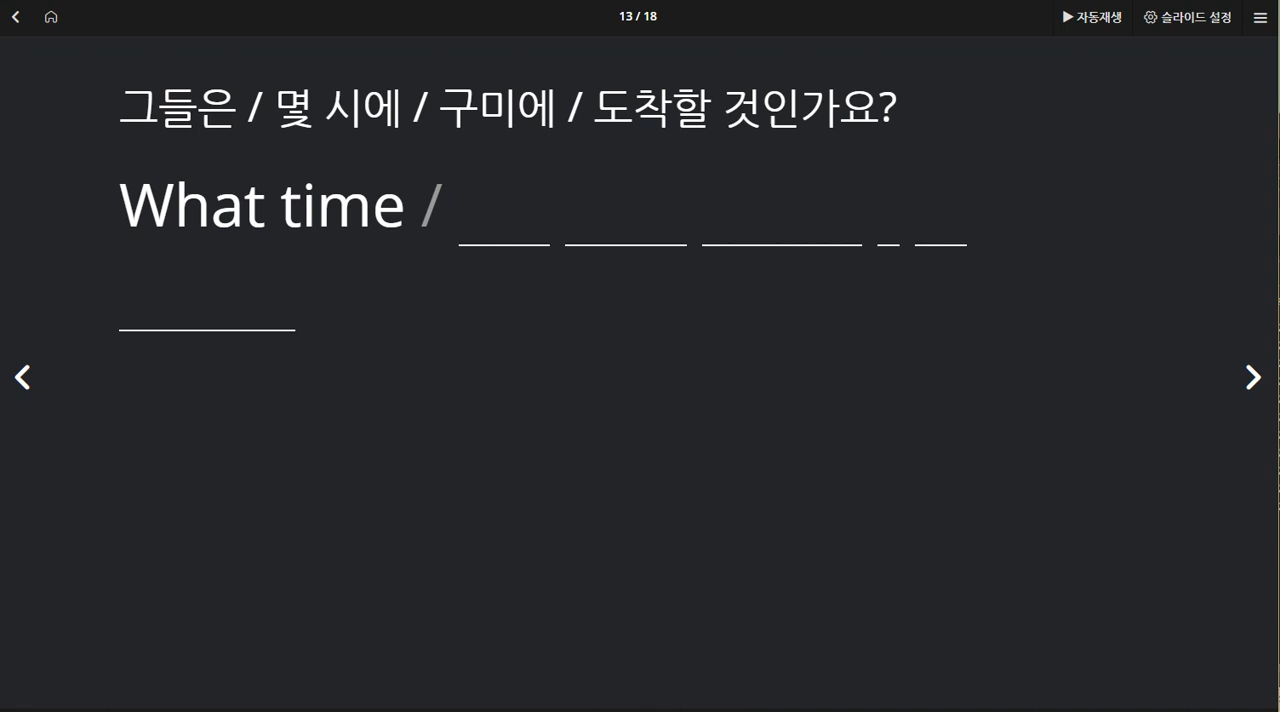 13 / 18
▶ 자동재생
슬라이드 설정
그들은 / 몇 시에 / 구미에 / 도착할 것인가요?
What time /